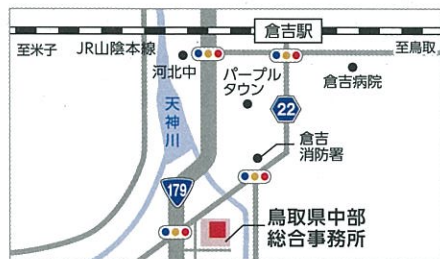 倉吉駅
至米子
JR山陰本線
至鳥取
河北中
パープル
タウン
倉吉病院
天神川
22
倉吉
消防署
179
鳥取県中部
総合事務所